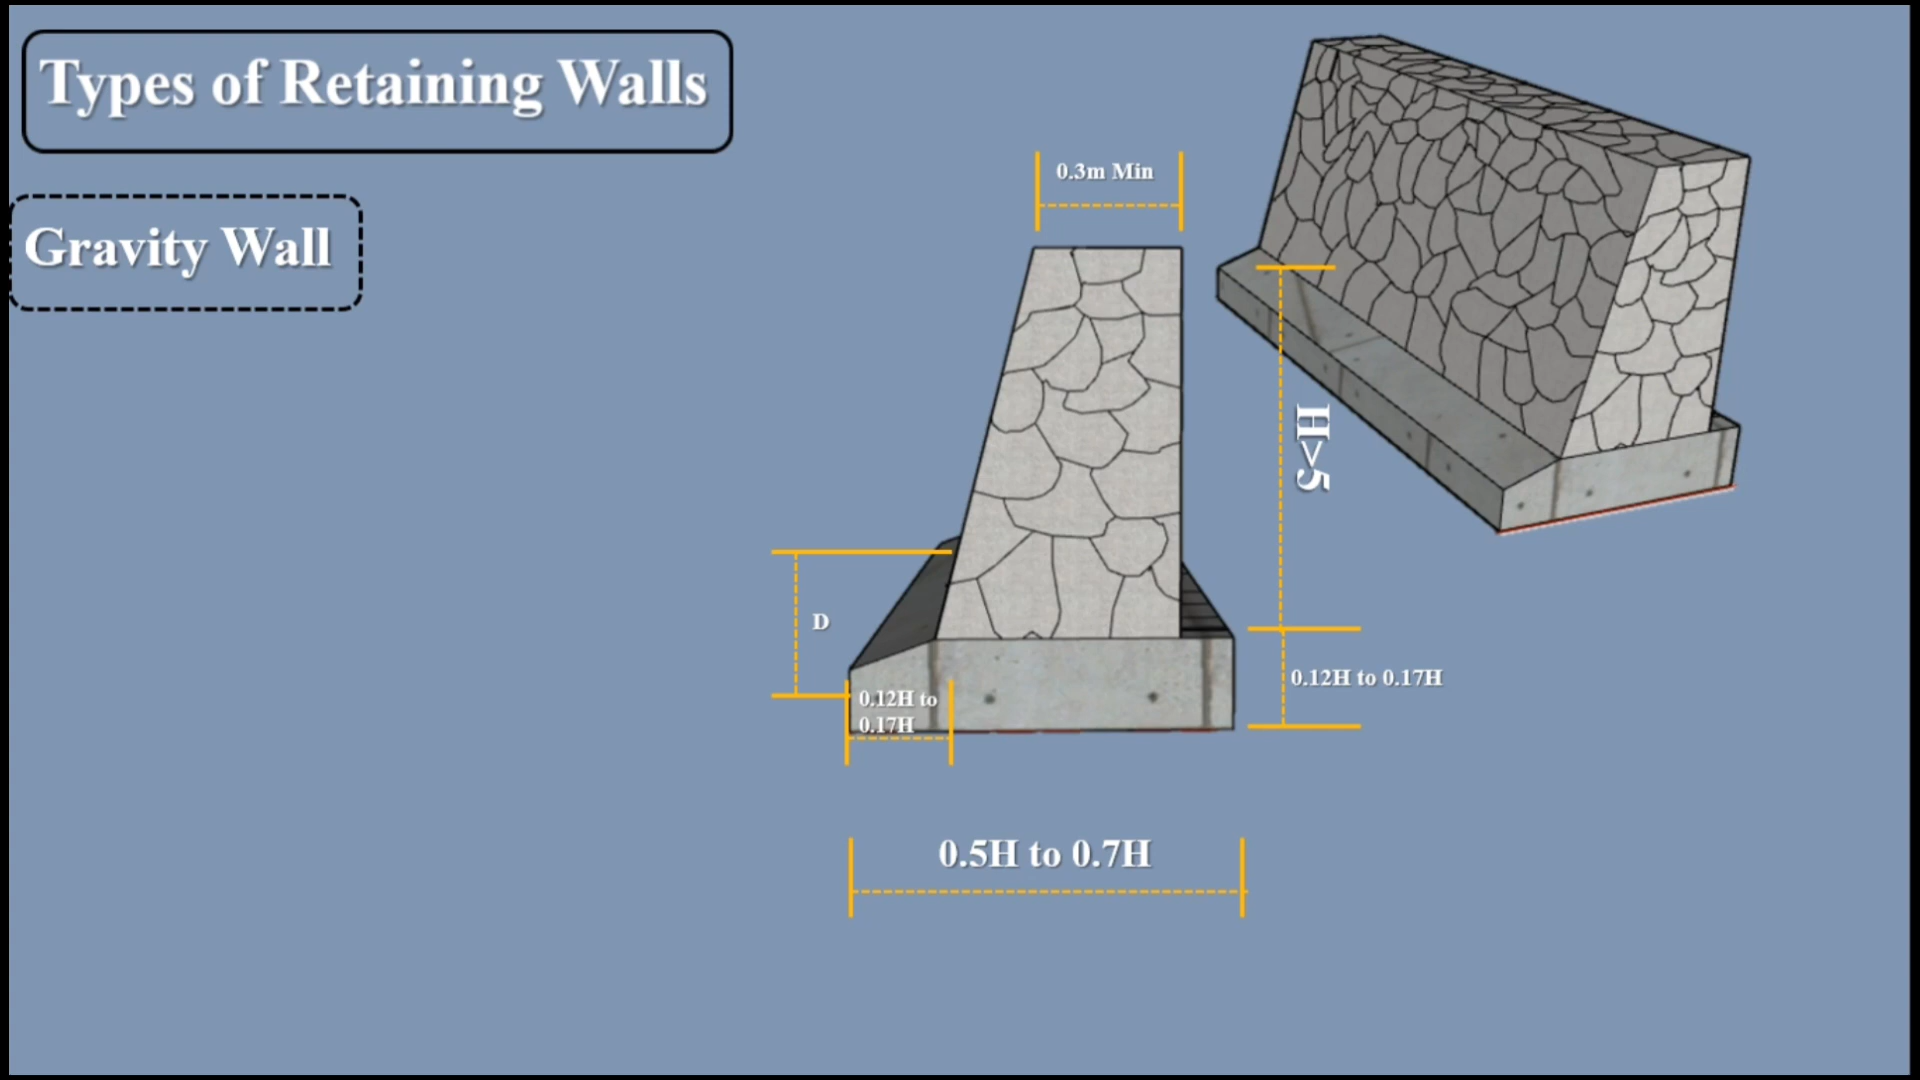 Types of Retaining Walls
Gravity Wall
0.3m Min
H>5
D
0.12H to
0.17H
0.12H to 0.17H
0.5H to 0.7H